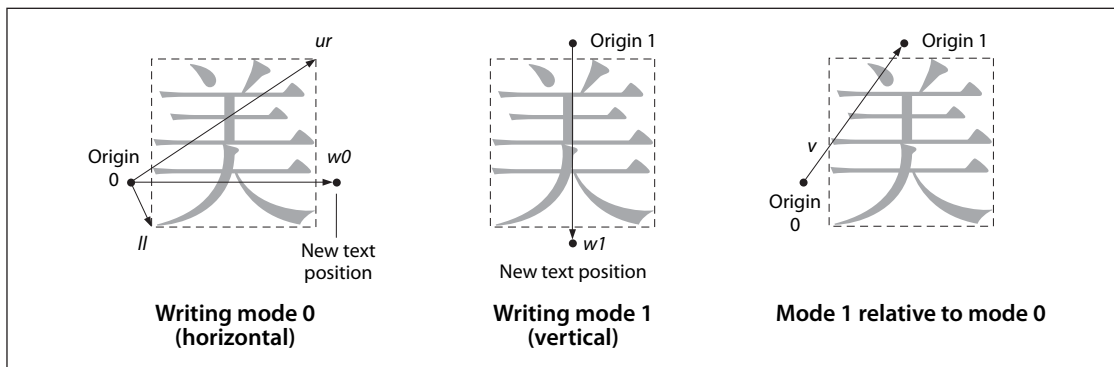 ur
Origin
0
w0
ll
New text
position
美
Writing mode 0
(horizontal)
Origin 1
美
w1
New text position
Writing mode 1
(vertical)
Origin 1
v
Origin
0
美
Mode 1 relative to mode 0